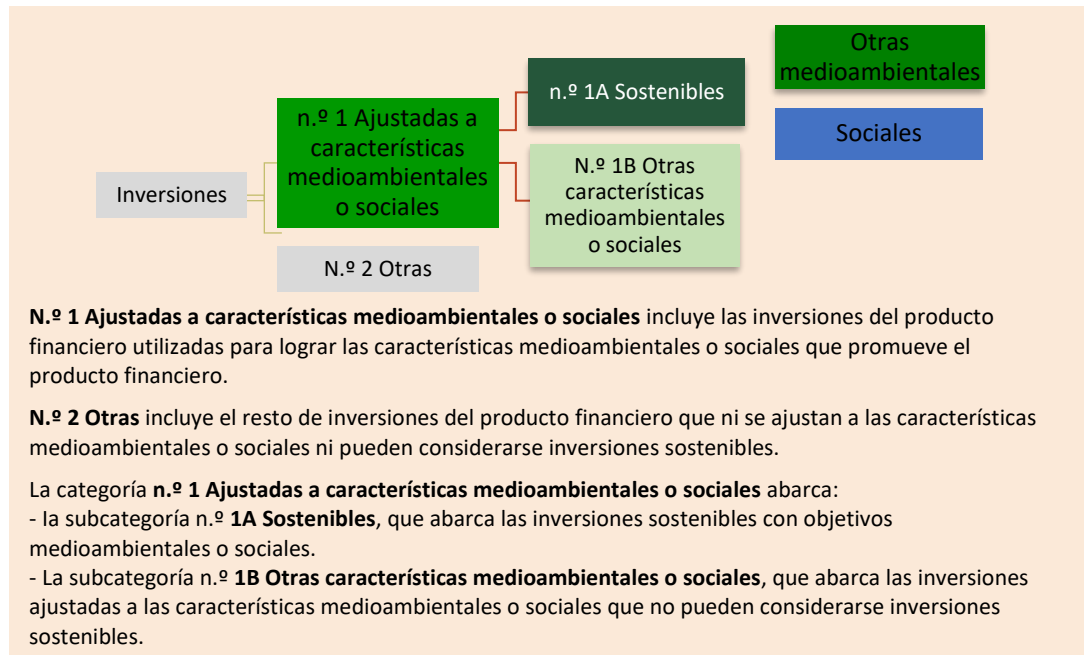 Inversiones
n.º 1 Ajustadas a
características
medioambientales
o sociales
N.º 2 Otras
n.º 1A Sostenibles
N.º 1B Otras
características
medioambientales
o sociales
Otras
medioambientales
Sociales
N.º 1 Ajustadas a características medioambientales o sociales incluye las inversiones del producto
financiero utilizadas para lograr las características medioambientales o sociales que promueve el
producto financiero.
N.º 2 Otras incluye el resto de inversiones del producto financiero que ni se ajustan a las características
medioambientales o sociales ni pueden considerarse inversiones sostenibles.
La categoría n.º 1 Ajustadas a características medioambientales o sociales abarca:
- la subcategoría n.º 1A Sostenibles, que abarca las inversiones sostenibles con objetivos
medioambientales o sociales.
- La subcategoría n.º 1B Otras características medioambientales o sociales, que abarca las inversiones
ajustadas a las características medioambientales o sociales que no pueden considerarse inversiones
sostenibles.